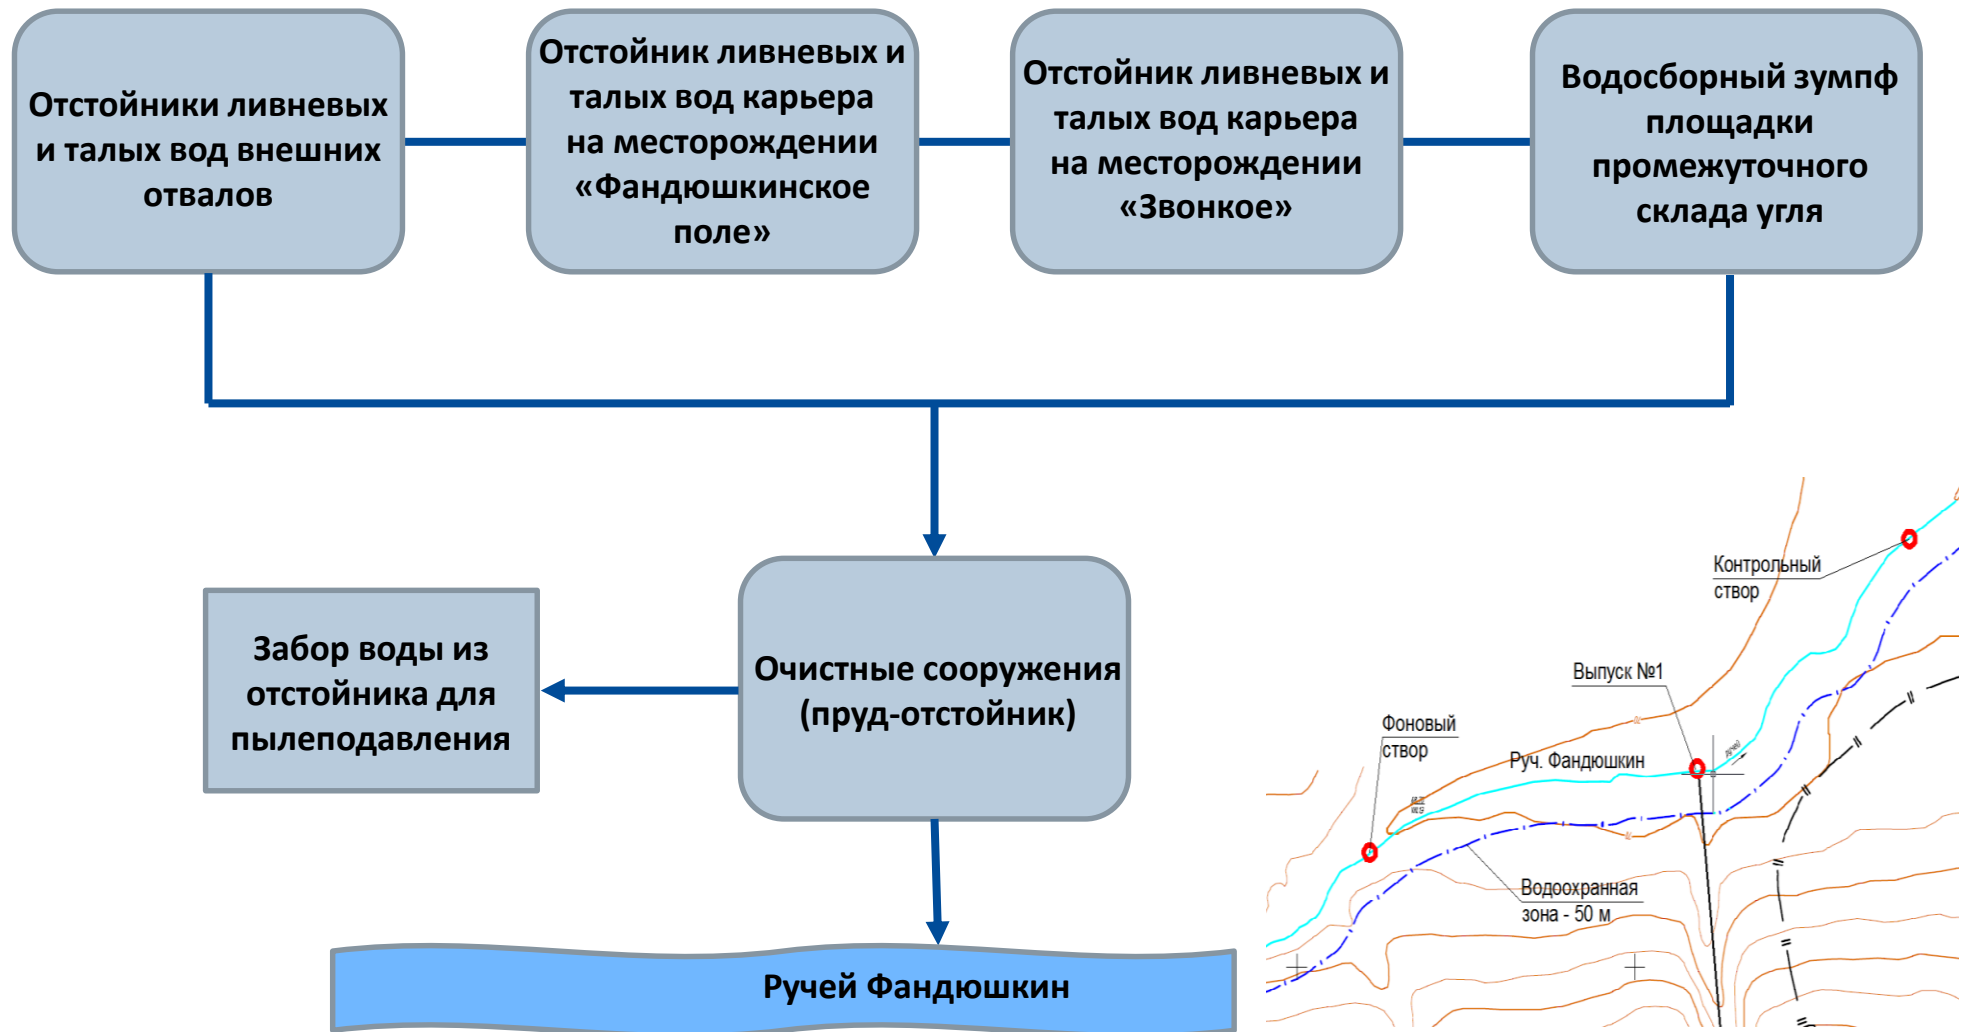 Отстойники ливневых
и талых вод внешних
отвалов
Отстойник ливневых и
талых вод карьера
на месторождении
«Фандюшкинское
поле»
Отстойник ливневых и
талых вод карьера
на месторождении
«Звонкое»
Водосборный зумпф
площадки
промежуточного
склада угля
Забор воды из
отстойника для
пылеподавления
Очистные сооружения
(пруд-отстойник)
Ручей Фандюшкин
Контрольный
створ
Выпуск №1
Фоновый
створ
Руч. Фандюшкин
Водоохранная
зона - 50 м